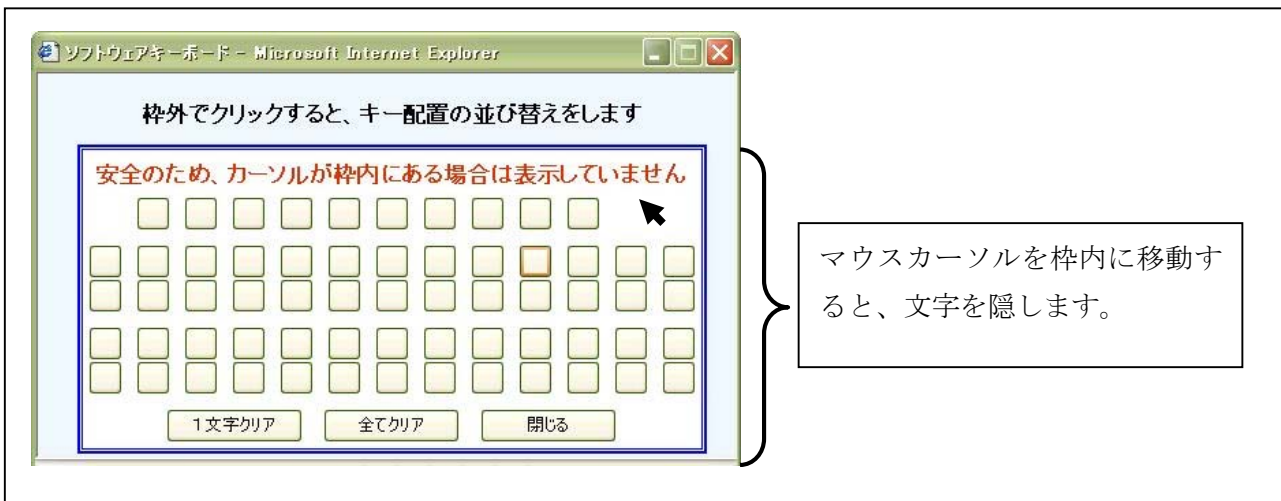 ソフトウェアキーボード - Microsoft Internet Explorer
枠外でクリックすると、キー配置の並び替えをします
安全のため、カーソルが枠内にある場合は表示していません
1文字クリア 全てクリア 閉じる
マウスカーソルを枠内に移動す
ると、文字を隠します。